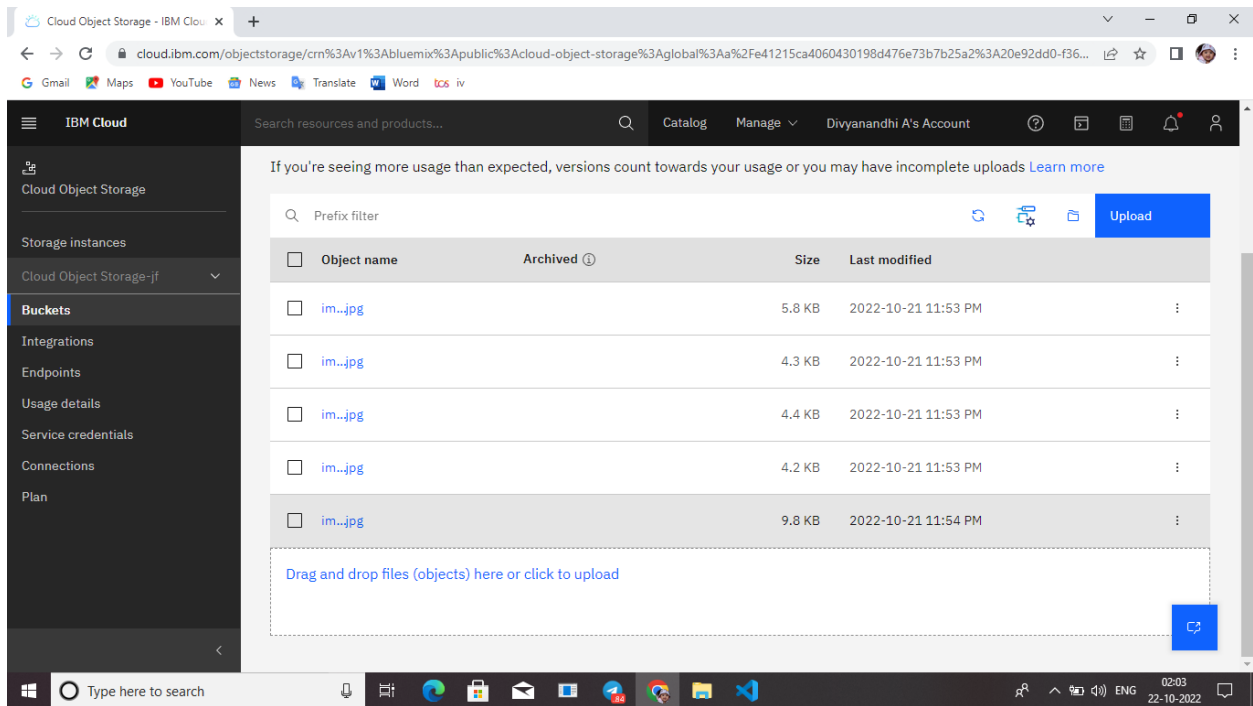 Cloud Object Storage - IBM Clou
cloud.ibm.com/objectstorage/crn%3Av1%3Abluemix%3Apublic%3Acloud-object-storage%3Aglobal%3Aa%2Fe41215ca4060430198d476e73b7b25a2%3A20e92dd0-f36...
Gmail Maps YouTube News Translate Word tcs iv
IBM Cloud Search resources and products... Catalog Manage Divyanandhi A's Account
Cloud Object Storage
Storage instances
Cloud Object Storage-jf
Buckets
Integrations
Endpoints
Usage details
Service credentials
Connections
Plan
If you're seeing more usage than expected, versions count towards your usage or you may have incomplete uploads Learn more
Prefix filter Upload
Object name Archived Size Last modified
im...jpg 5.8 KB 2022-10-21 11:53 PM
im...jpg 4.3 KB 2022-10-21 11:53 PM
im...jpg 4.4 KB 2022-10-21 11:53 PM
im...jpg 4.2 KB 2022-10-21 11:53 PM
im...jpg 9.8 KB 2022-10-21 11:54 PM
Drag and drop files (objects) here or click to upload
Type here to search 84 ENG 02:03
22-10-2022